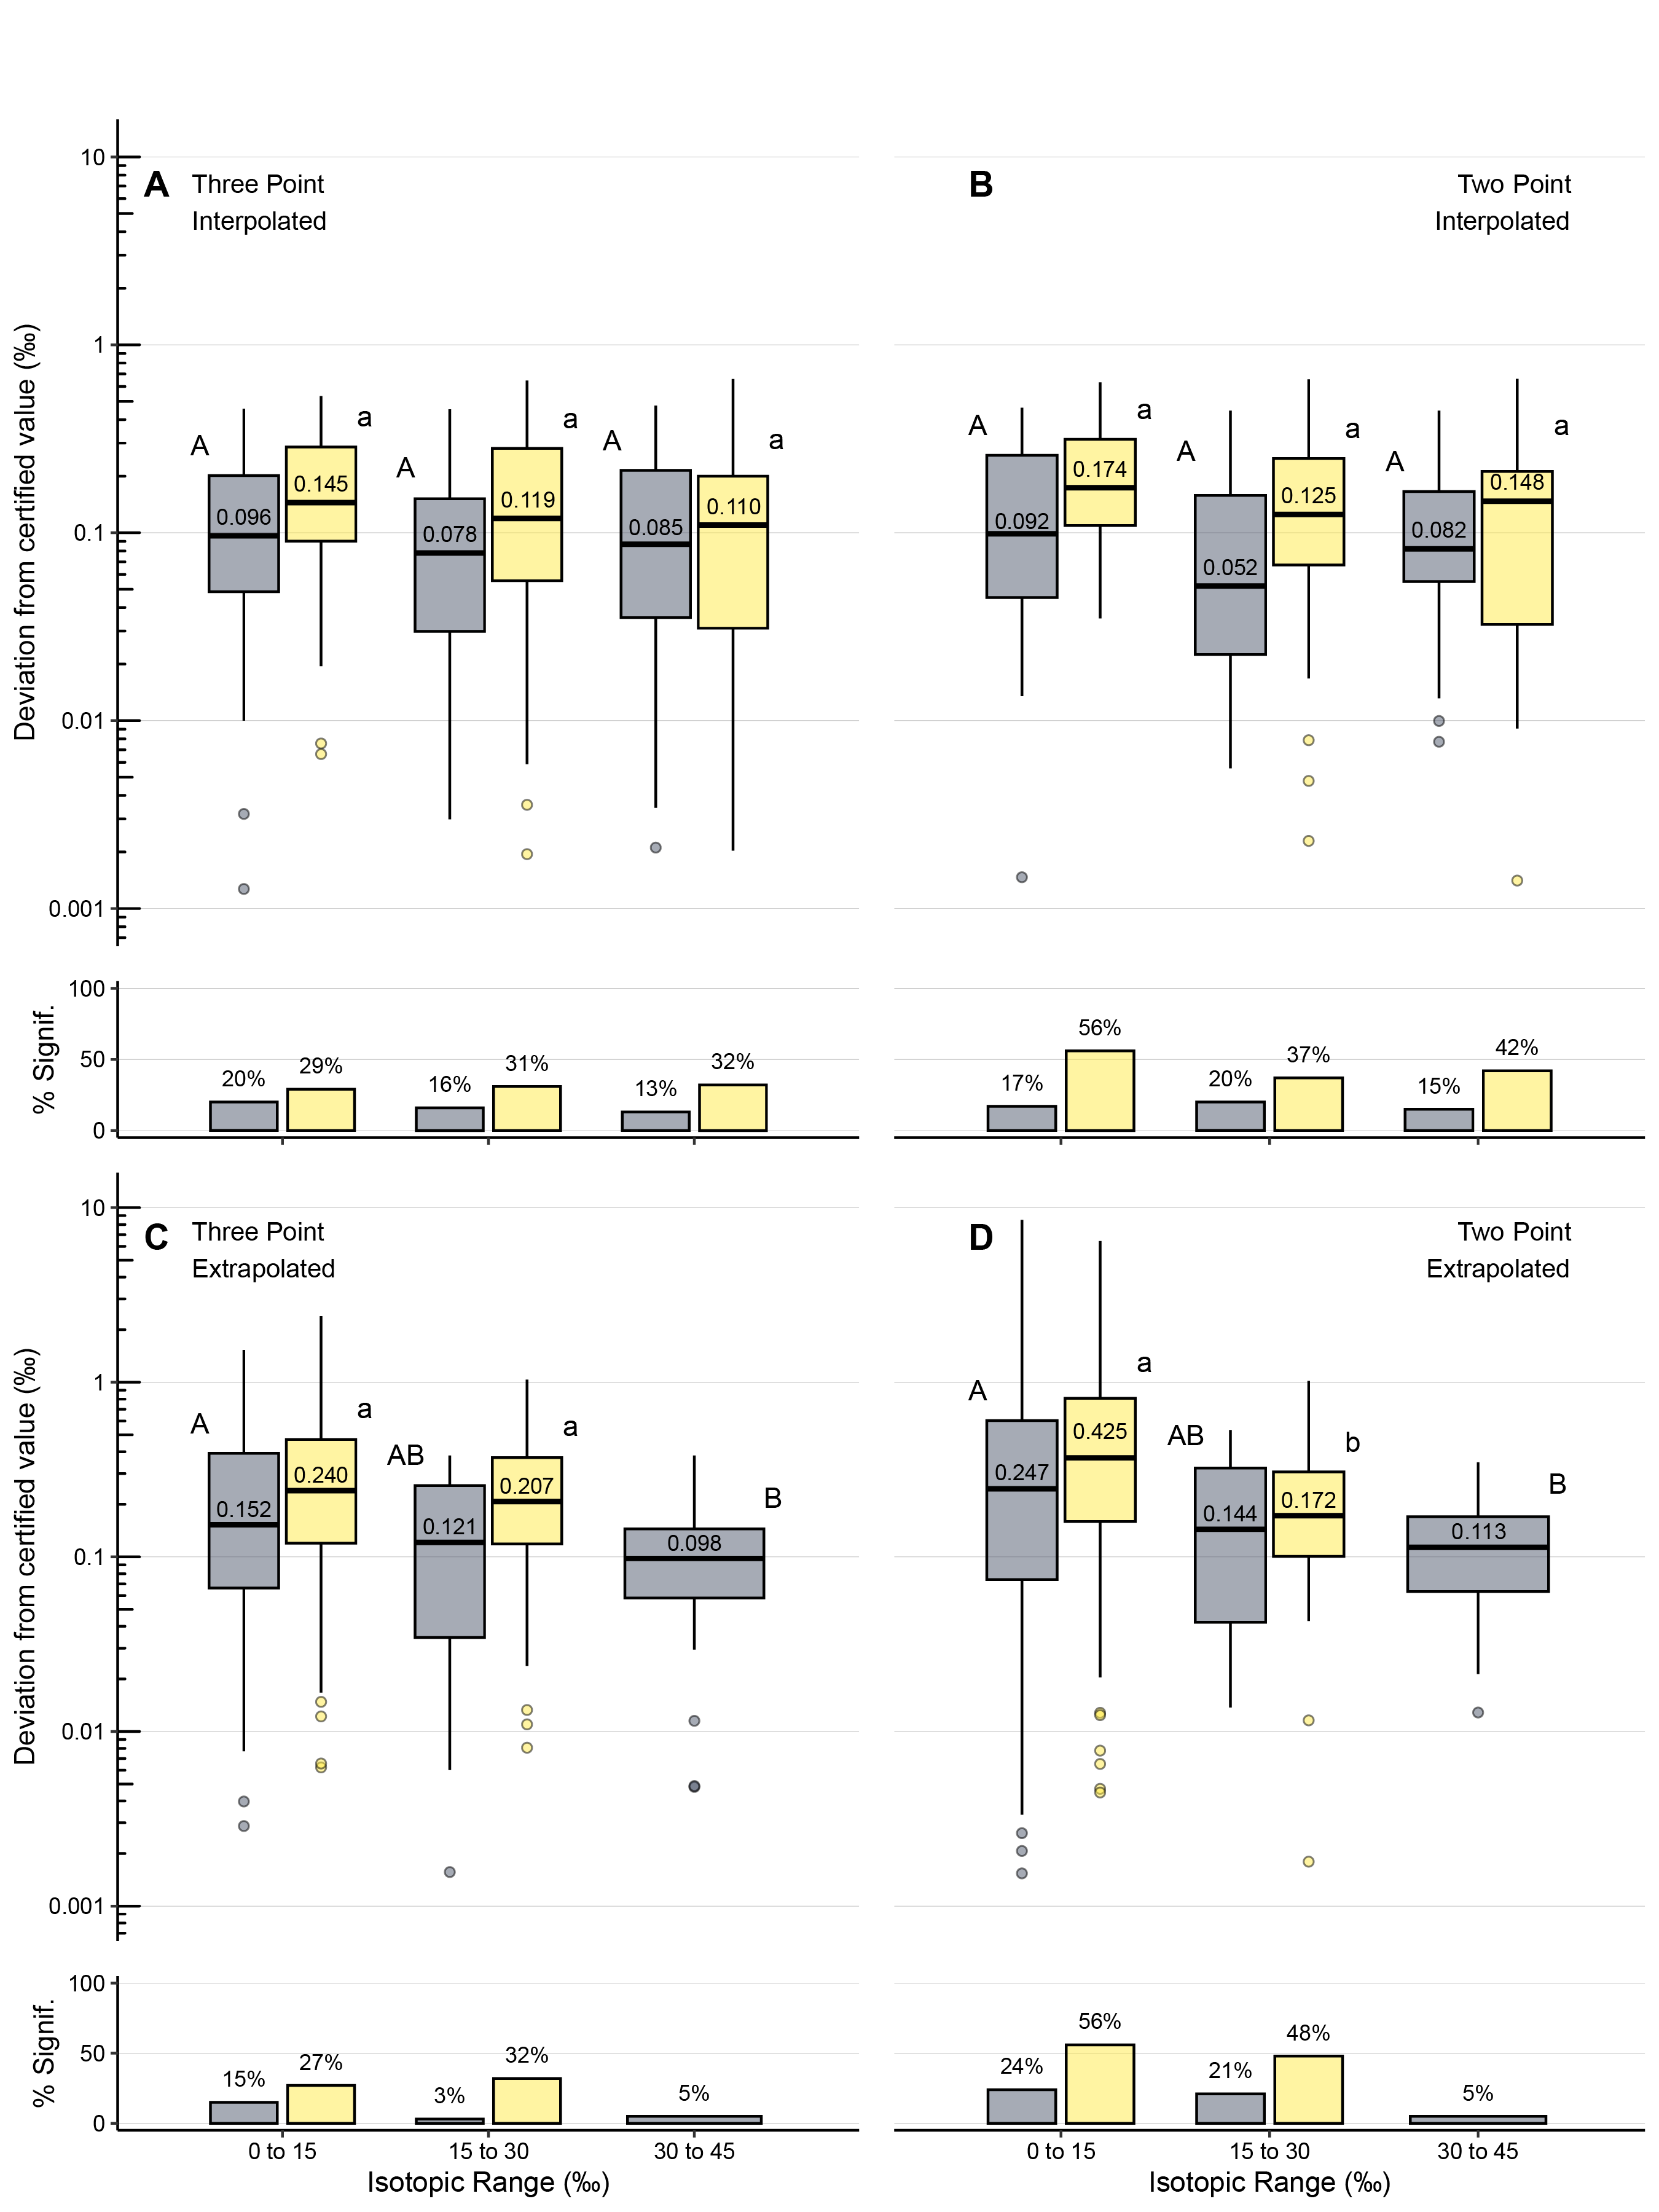 A Three Point
Interpolated
B Two Point
Interpolated
Deviation from certified value (‰)
10
1
0.1
0.01
0.001
A a A a A a
0.096 0.145 0.078 0.119 0.085 0.110
A a A a A a
0.092 0.174 0.052 0.125 0.082 0.148
% Signif.
100
50
0
20% 29% 16% 31% 13% 32%
17% 56% 20% 37% 15% 42%
C Three Point
Extrapolated
D Two Point
Extrapolated
Deviation from certified value (‰)
10
1
0.1
0.01
0.001
A a AB a B
0.152 0.240 0.121 0.207 0.098
A a AB b B
0.247 0.425 0.144 0.172 0.113
% Signif.
100
50
0
15% 27% 3% 32% 5%
24% 56% 21% 48% 5%
0 to 15 15 to 30 30 to 45
0 to 15 15 to 30 30 to 45
Isotopic Range (‰)
Isotopic Range (‰)